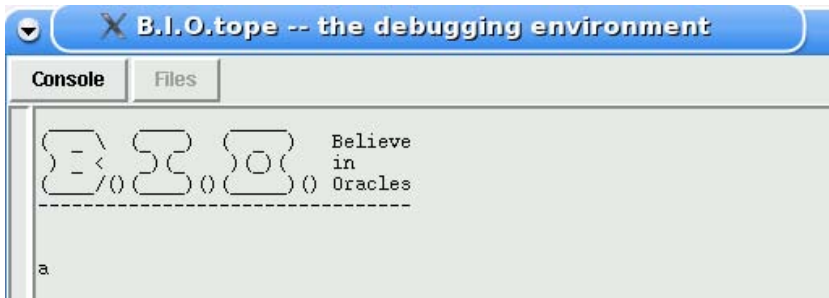 B.I.O.tope -- the debugging environment
Console Files
Believe
in
Oracles
a